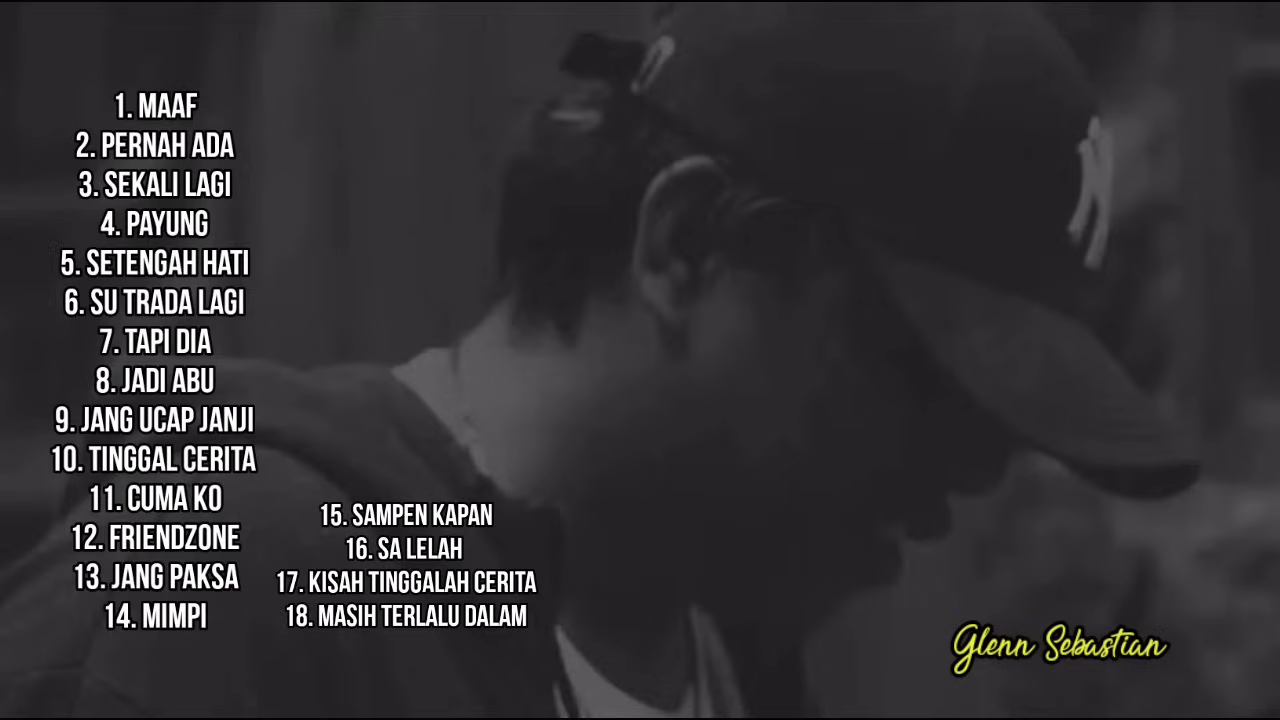 1. MAAF
2. PERNAH ADA
3. SEKALI LAGI
4. PAYUNG
5. SETENGAH HATI
6. SU TRADA LAGI
7. TAPI DIA
8. JADI ABU
9. JANG UCAP JANJI
10. TINGGAL CERITA
11. CUMA KO
12. FRIENDZONE
13. JANG PAKSA
14. MIMPI
15. SAMPEN KAPAN
16. SA LELAH
17. KISAH TINGGALAH CERITA
18. MASIH TERLALU DALAM
Glenn Sebastian